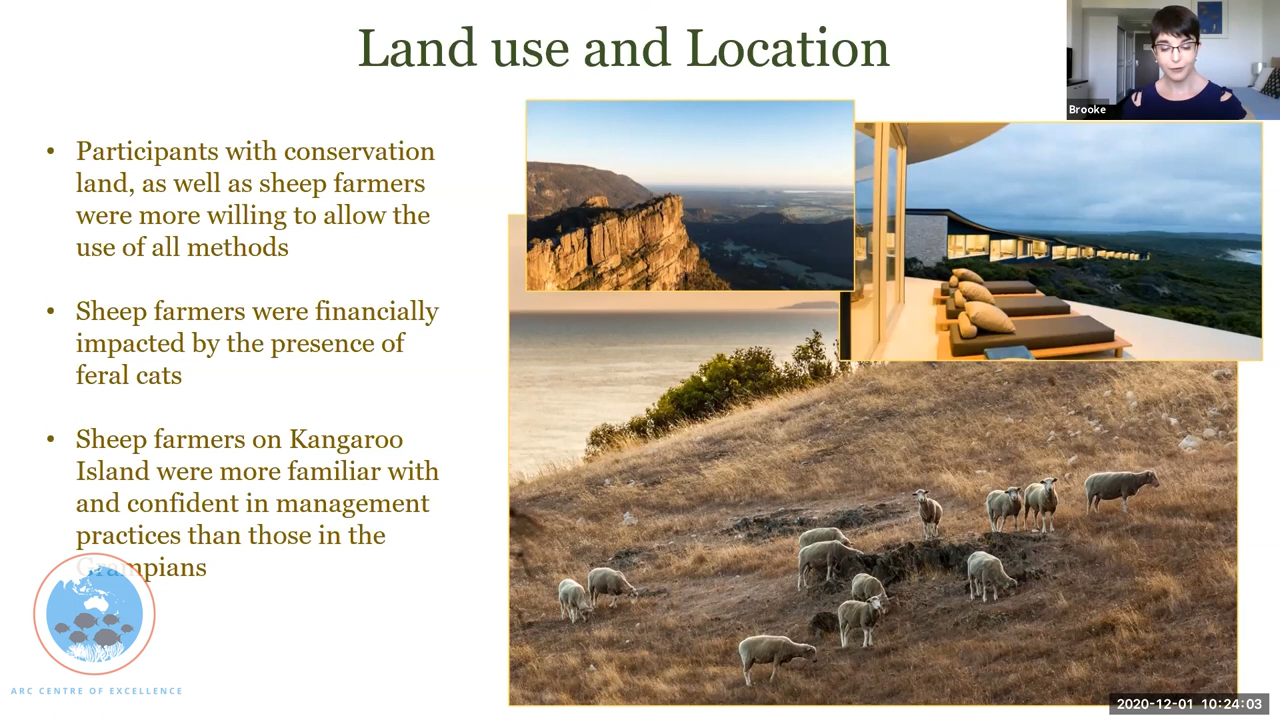 Land use and Location
Brooke
• Participants with conservation
land, as well as sheep farmers
were more willing to allow the
use of all methods
• Sheep farmers were financially
impacted by the presence of
feral cats
• Sheep farmers on Kangaroo
Island were more familiar with
and confident in management
practices than those in the
Grampians
ARC CENTRE OF EXCELLENCE
2020-12-01 10:24:03